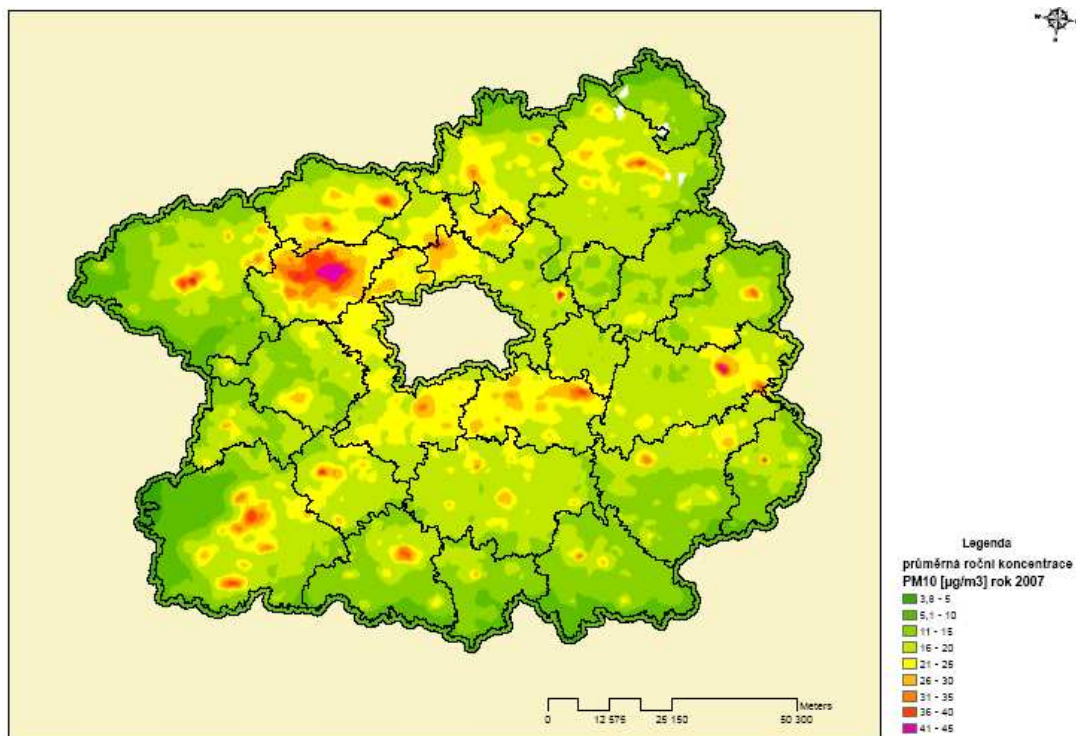 Legenda
průměrná roční koncentrace
PM10 [µg/m3] rok 2007
3,8 - 5
5,1 - 10
11 - 15
16 - 20
21 - 25
26 - 30
31 - 35
36 - 40
41 - 45
Meters
0 12 575 25 150 50 300